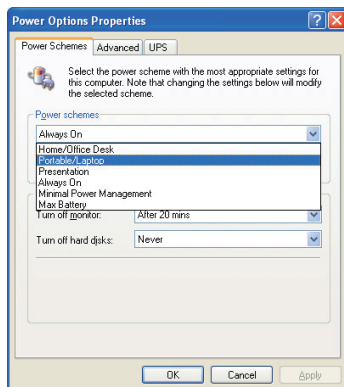 Power Options Properties
Power Schemes Advanced UPS
Select the power scheme with the most appropriate settings for
this computer. Note that changing the settings below will modify
the selected scheme.
Power schemes
Always On
Home/Office Desk
Portable/Laptop
Presentation
Always On
Minimal Power Management
Max Battery
Turn off monitor: After 20 mins
Turn off hard disks: Never
OK Cancel Apply